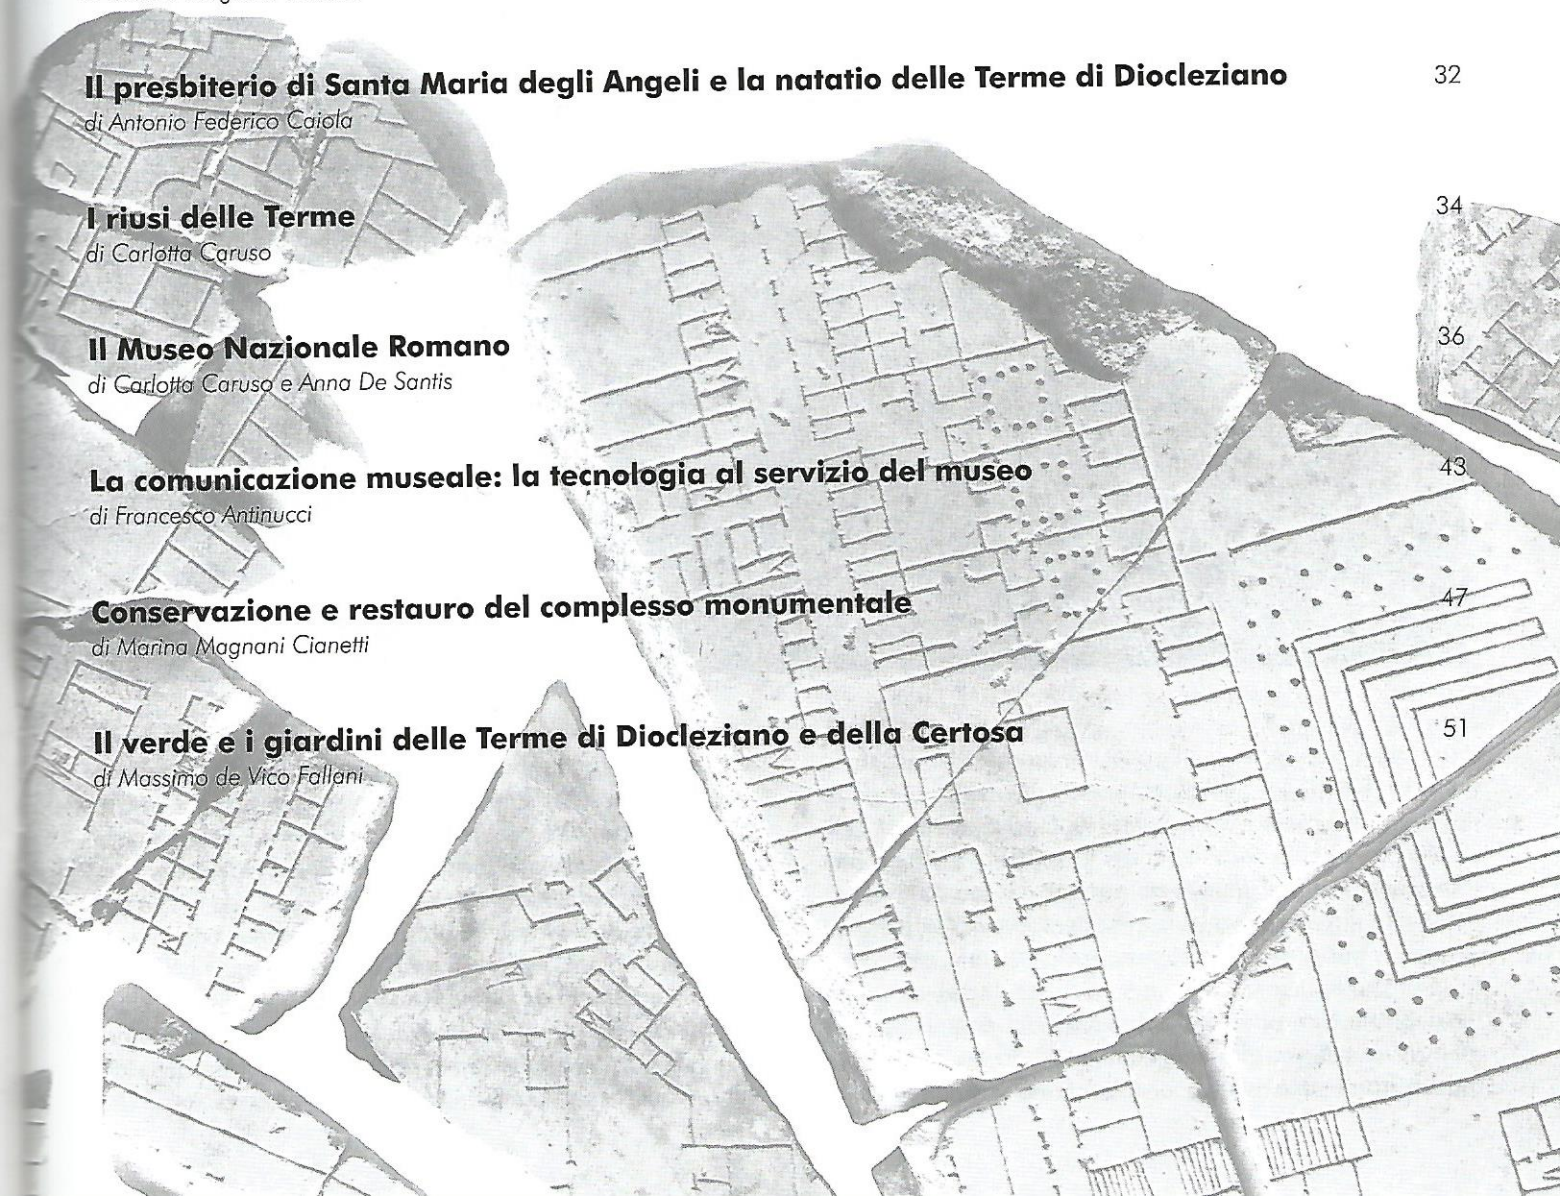 Il presbiterio di Santa Maria degli Angeli e la natatio delle Terme di Diocleziano 32
di Antonio Federico Caiola
I riusi delle Terme 34
di Carlotta Caruso
Il Museo Nazionale Romano 36
di Carlotta Caruso e Anna De Santis
La comunicazione museale: la tecnologia al servizio del museo 43
di Francesco Antinucci
Conservazione e restauro del complesso monumentale 47
di Marina Magnani Cianetti
Il verde e i giardini delle Terme di Diocleziano e della Certosa 51
di Massimo de Vico Fallani